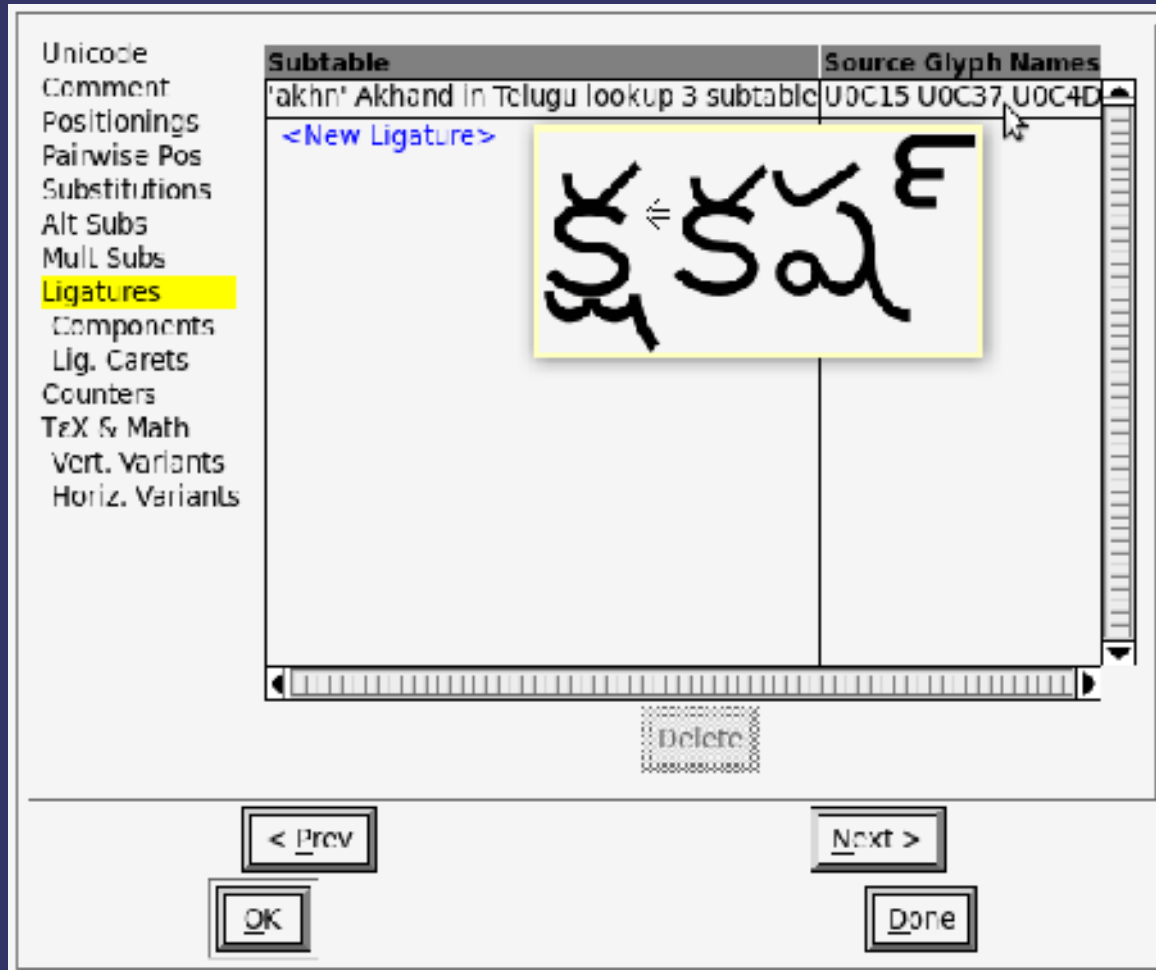 Unicode
Comment
Positionings
Pairwise Pos
Substitutions
Alt Subs
Mult Subs
Ligatures
Components
Lig. Carets
Counters
TεX & Math
Vert. Variants
Horiz. Variants
Subtable Source Glyph Names
'akhn' Akhand in Telugu lookup 3 subtable U0C15 U0C37 U0C4D
<New Ligature>
క్ష ⇐ క ష ్
Delete
< Prev Next >
OK Done